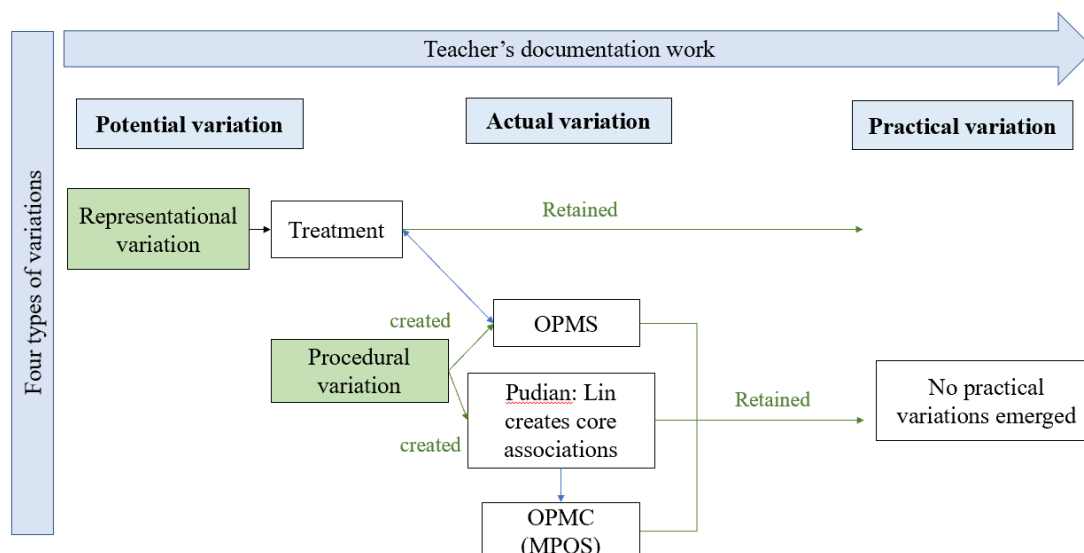 Teacher’s documentation work
Four types of variations
Potential variation
Actual variation
Practical variation
Representational
variation
Treatment
Retained
created
OPMS
Procedural
variation
created
Pudian: Lin
creates core
associations
Retained
No practical
variations emerged
OPMC
(MPOS)